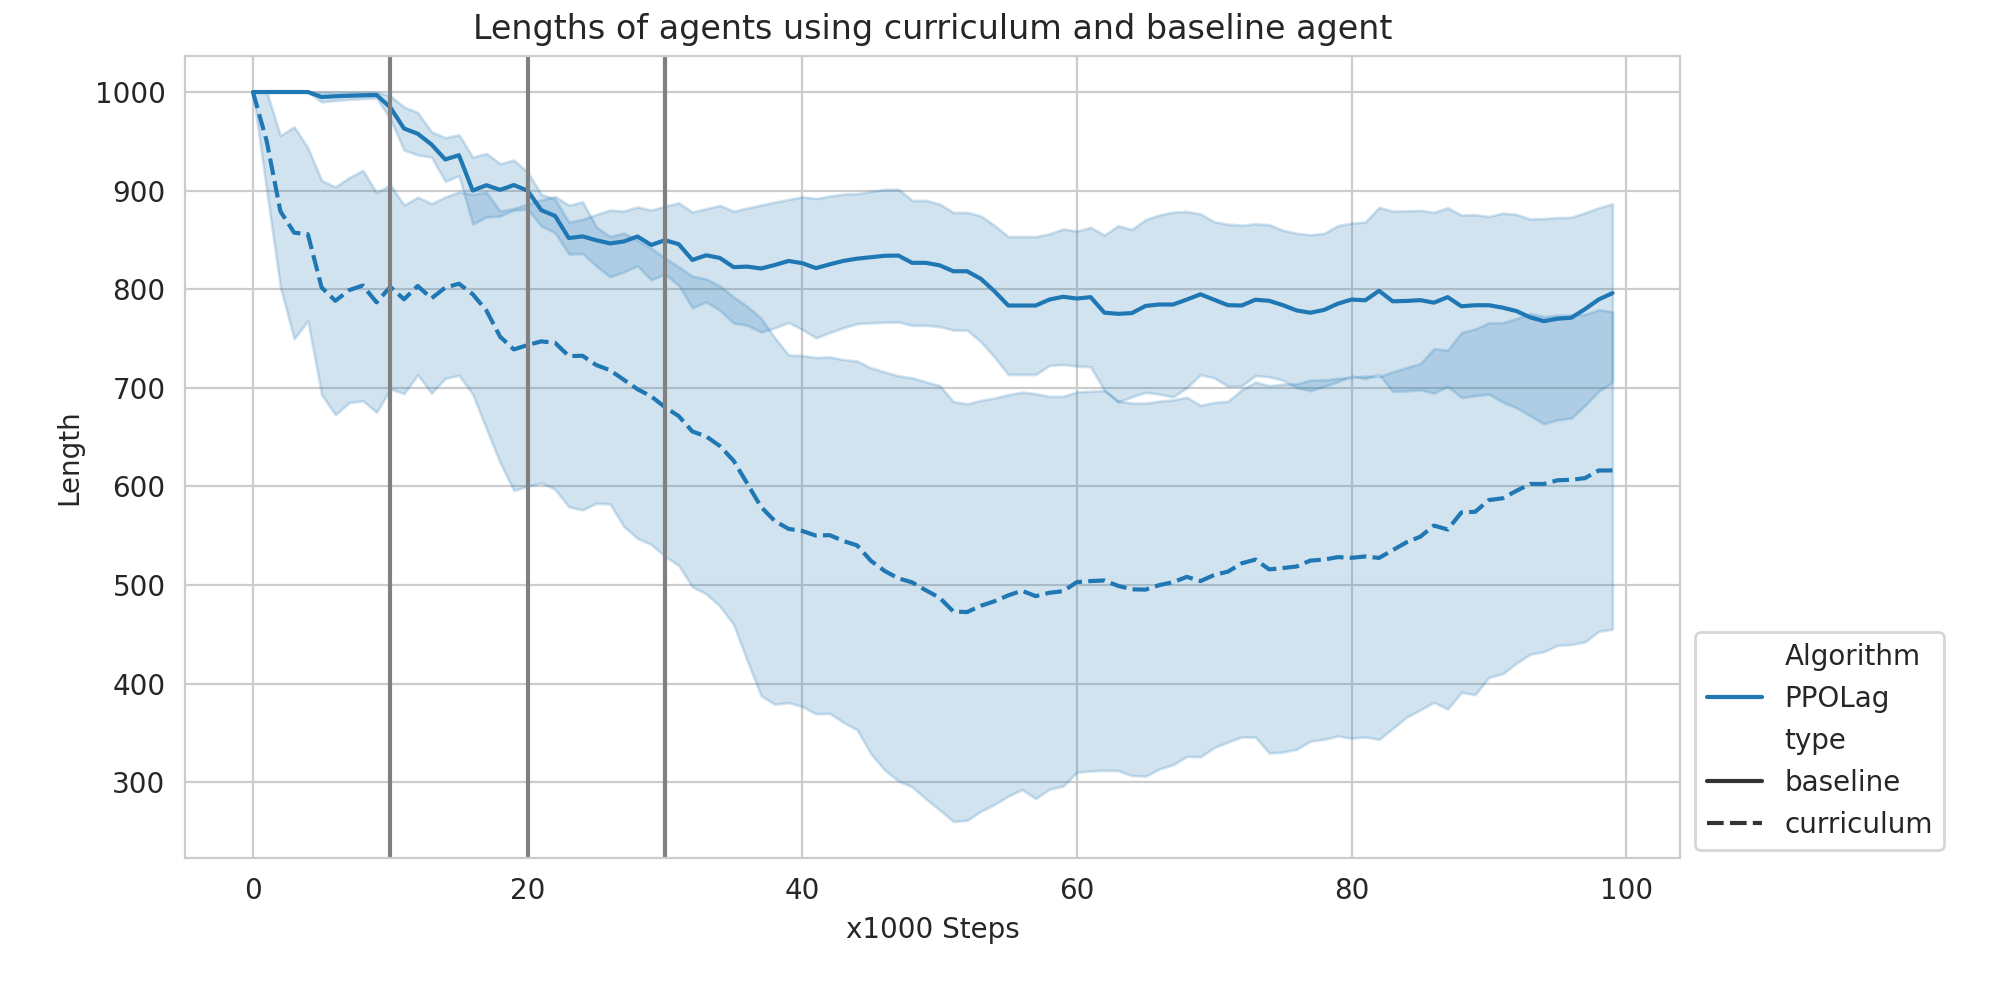 Lengths of agents using curriculum and baseline agent
1000
900
800
700
600
500
400
300
Length
0 20 40 60 80 100
x1000 Steps
Algorithm
PPOLag
type
baseline
curriculum